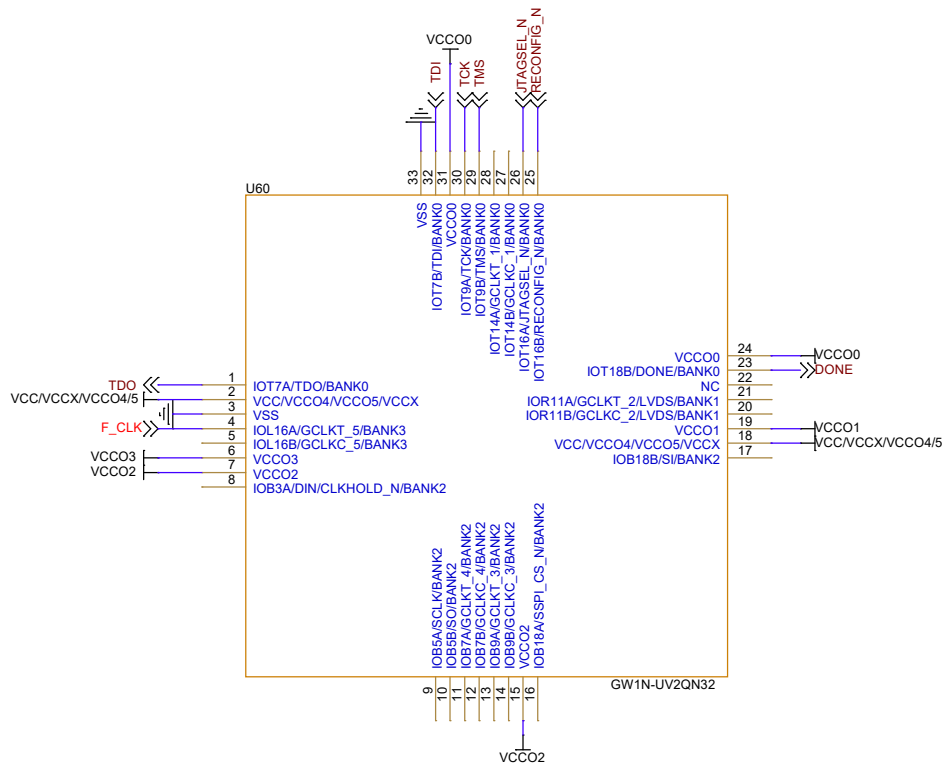 VCCO0
TDI
TCK
TMS
JTAGSEL_N
RECONFIG_N
33
32
31
30
29
28
27
26
25
U60
VSS
IOT7B/TDI/BANK0
VCCO0
IOT9A/TCK/BANK0
IOT9B/TMS/BANK0
IOT14A/GCLKT_1/BANK0
IOT14B/GCLKC_1/BANK0
IOT16A/JTAGSEL_N/BANK0
IOT16B/RECONFIG_N/BANK0
TDO 1 IOT7A/TDO/BANK0
VCC/VCCX/VCCO4/5 2 VCC/VCCO4/VCCO5/VCCX
3 VSS
F_CLK 4 IOL16A/GCLKT_5/BANK3
5 IOL16B/GCLKC_5/BANK3
VCCO3 6 VCCO3
VCCO2 7 VCCO2
8 IOB3A/DIN/CLKHOLD_N/BANK2
VCCO0 24 VCCO0
IOT18B/DONE/BANK0 23 DONE
NC 22
IOR11A/GCLKT_2/LVDS/BANK1 21
IOR11B/GCLKC_2/LVDS/BANK1 20
VCCO1 19 VCCO1
VCC/VCCO4/VCCO5/VCCX 18 VCC/VCCX/VCCO4/5
IOB18B/SI/BANK2 17
IOB5A/SCLK/BANK2
IOB5B/SO/BANK2
IOB7A/GCLKT_4/BANK2
IOB7B/GCLKC_4/BANK2
IOB9A/GCLKT_3/BANK2
IOB9B/GCLKC_3/BANK2
VCCO2
IOB18A/SSPI_CS_N/BANK2
9
10
11
12
13
14
15
16
GW1N-UV2QN32
VCCO2